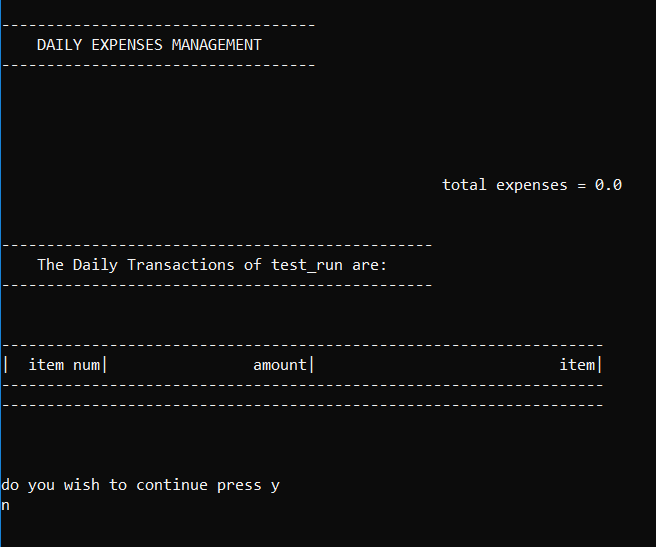 -----------------------------------
DAILY EXPENSES MANAGEMENT
-----------------------------------
total expenses = 0.0
------------------------------------------------
The Daily Transactions of test_run are:
------------------------------------------------
-------------------------------------------------------------------
| item num| amount| item|
-------------------------------------------------------------------
-------------------------------------------------------------------
do you wish to continue press y
n